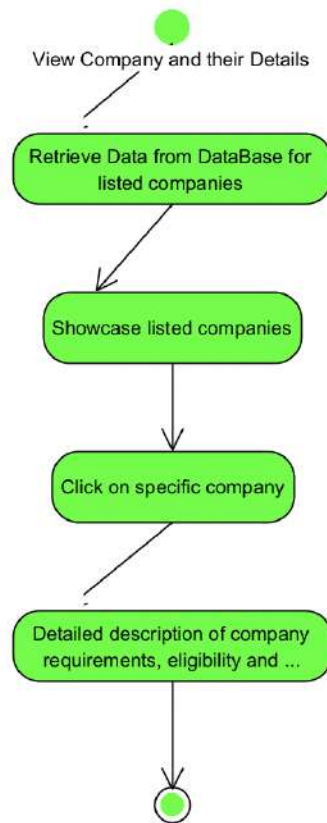 View Company and their Details
Retrieve Data from DataBase for
listed companies
Showcase listed companies
Click on specific company
Detailed description of company
requirements, eligibility and ...